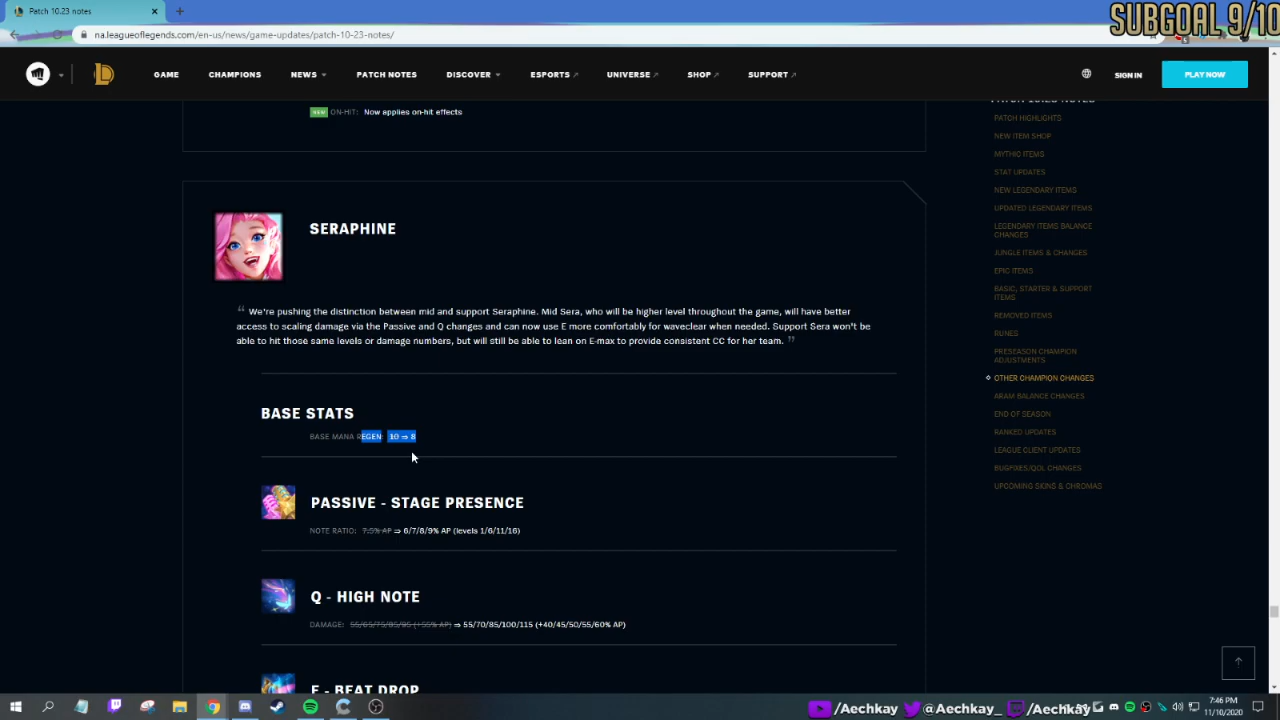 Patch 10.23 notes
SUBGOAL 9/10
na.leagueoflegends.com/en-us/news/game-updates/patch-10-23-notes/
GAME
CHAMPIONS
NEWS
PATCH NOTES
DISCOVER
ESPORTS
UNIVERSE
SHOP
SUPPORT
SIGN IN
PLAY NOW
NEW ON-HIT: Now applies on-hit effects
SERAPHINE
“ We're pushing the distinction between mid and support Seraphine. Mid Sera, who will be higher level throughout the game, will have better
access to scaling damage via the Passive and Q changes and can now use E more comfortably for waveclear when needed. Support Sera won't be
able to hit those same levels or damage numbers, but will still be able to lean on E-max to provide consistent CC for her team. ”
BASE STATS
BASE MANA REGEN: 10 ⇒ 8
PASSIVE - STAGE PRESENCE
NOTE RATIO: 7.5% AP ⇒ 6/7/8/9% AP (levels 1/6/11/16)
Q - HIGH NOTE
DAMAGE: 55/65/75/85/95 (+55% AP) ⇒ 55/70/85/100/115 (+40/45/50/55/60% AP)
E - BEAT DROP
PATCH 10.23 NOTES
PATCH HIGHLIGHTS
NEW ITEM SHOP
MYTHIC ITEMS
STAT UPDATES
NEW LEGENDARY ITEMS
UPDATED LEGENDARY ITEMS
LEGENDARY ITEMS BALANCE
CHANGES
JUNGLE ITEMS & CHANGES
EPIC ITEMS
BASIC, STARTER & SUPPORT
ITEMS
REMOVED ITEMS
RUNES
PRESEASON CHAMPION
ADJUSTMENTS
OTHER CHAMPION CHANGES
ARAM BALANCE CHANGES
END OF SEASON
RANKED UPDATES
LEAGUE CLIENT UPDATES
BUGFIXES/QOL CHANGES
UPCOMING SKINS & CHROMAS
/Aechkay
@Aechkay_
/Aechkay
7:46 PM
11/10/2020